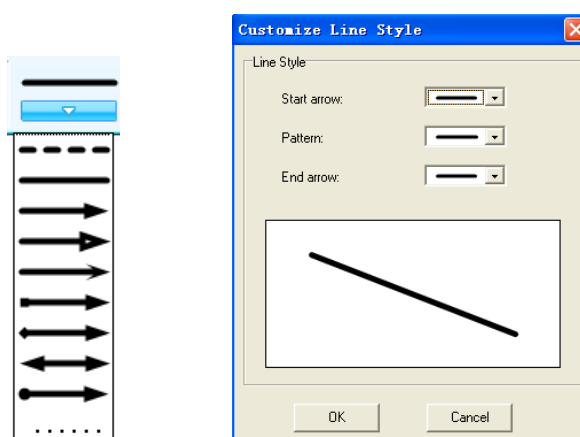 Customize Line Style
Line Style
Start arrow:
Pattern:
End arrow:
OK
Cancel